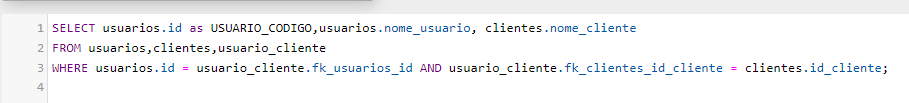 1 SELECT usuarios.id as USUARIO_CODIGO,usuarios.nome_usuario, clientes.nome_cliente
2 FROM usuarios,clientes,usuario_cliente
3 WHERE usuarios.id = usuario_cliente.fk_usuarios_id AND usuario_cliente.fk_clientes_id_cliente = clientes.id_cliente;
4